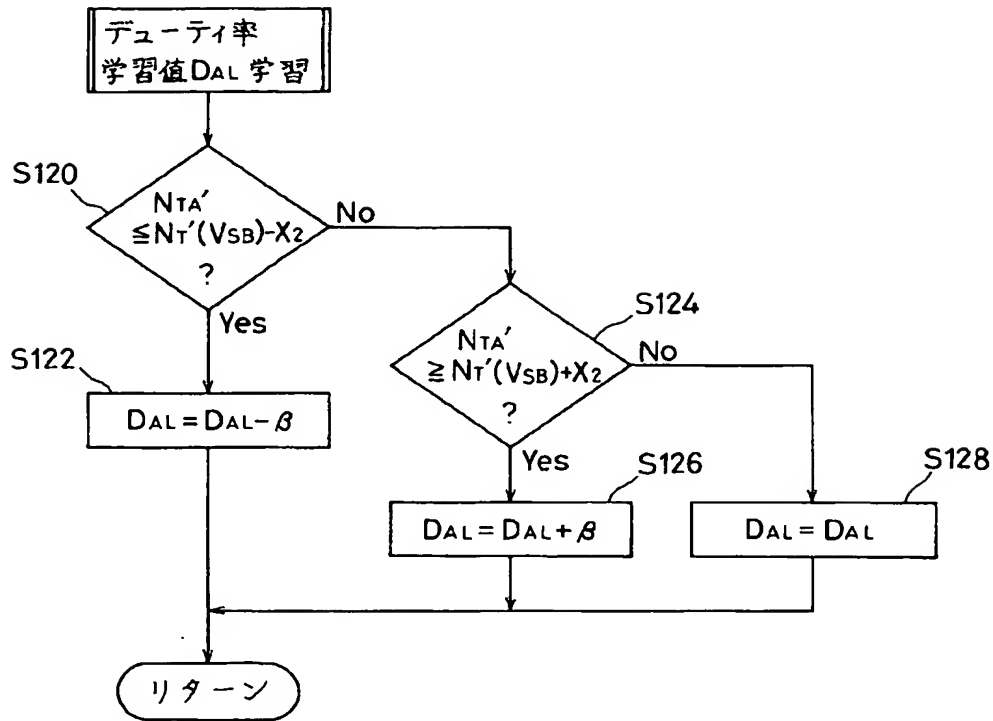 デューティ率
学習値DAL 学習
S120
NTA′
≦NT′(VSB)-X2
?
No
Yes
S124
NTA′
≧NT′(VSB)+X2
?
No
Yes
S122
DAL=DAL-β
S126
DAL=DAL+β
S128
DAL=DAL
リターン